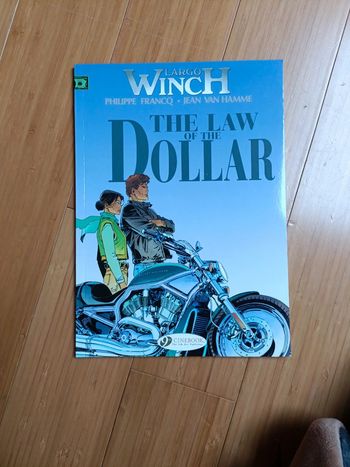 LARGO
WINCH
PHILIPPE FRANCQ • JEAN VAN HAMME
THE LAW
OF THE
DOLLAR
CINEBOOK